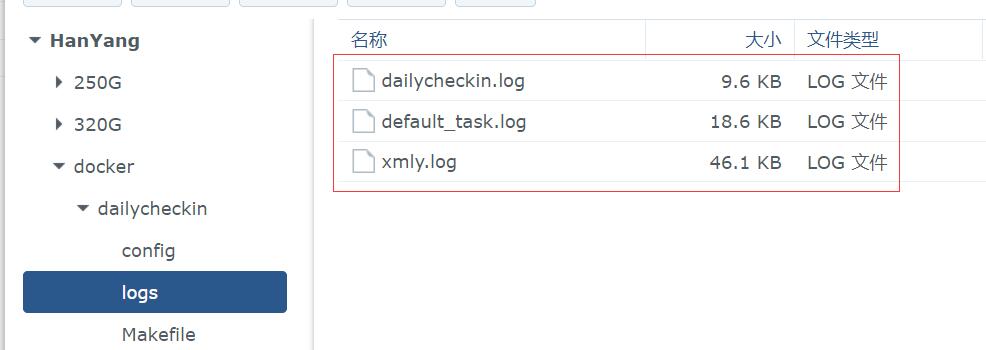 HanYang
250G
320G
docker
dailycheckin
config
logs
Makefile
名称 大小 文件类型
dailycheckin.log 9.6 KB LOG 文件
default_task.log 18.6 KB LOG 文件
xmly.log 46.1 KB LOG 文件